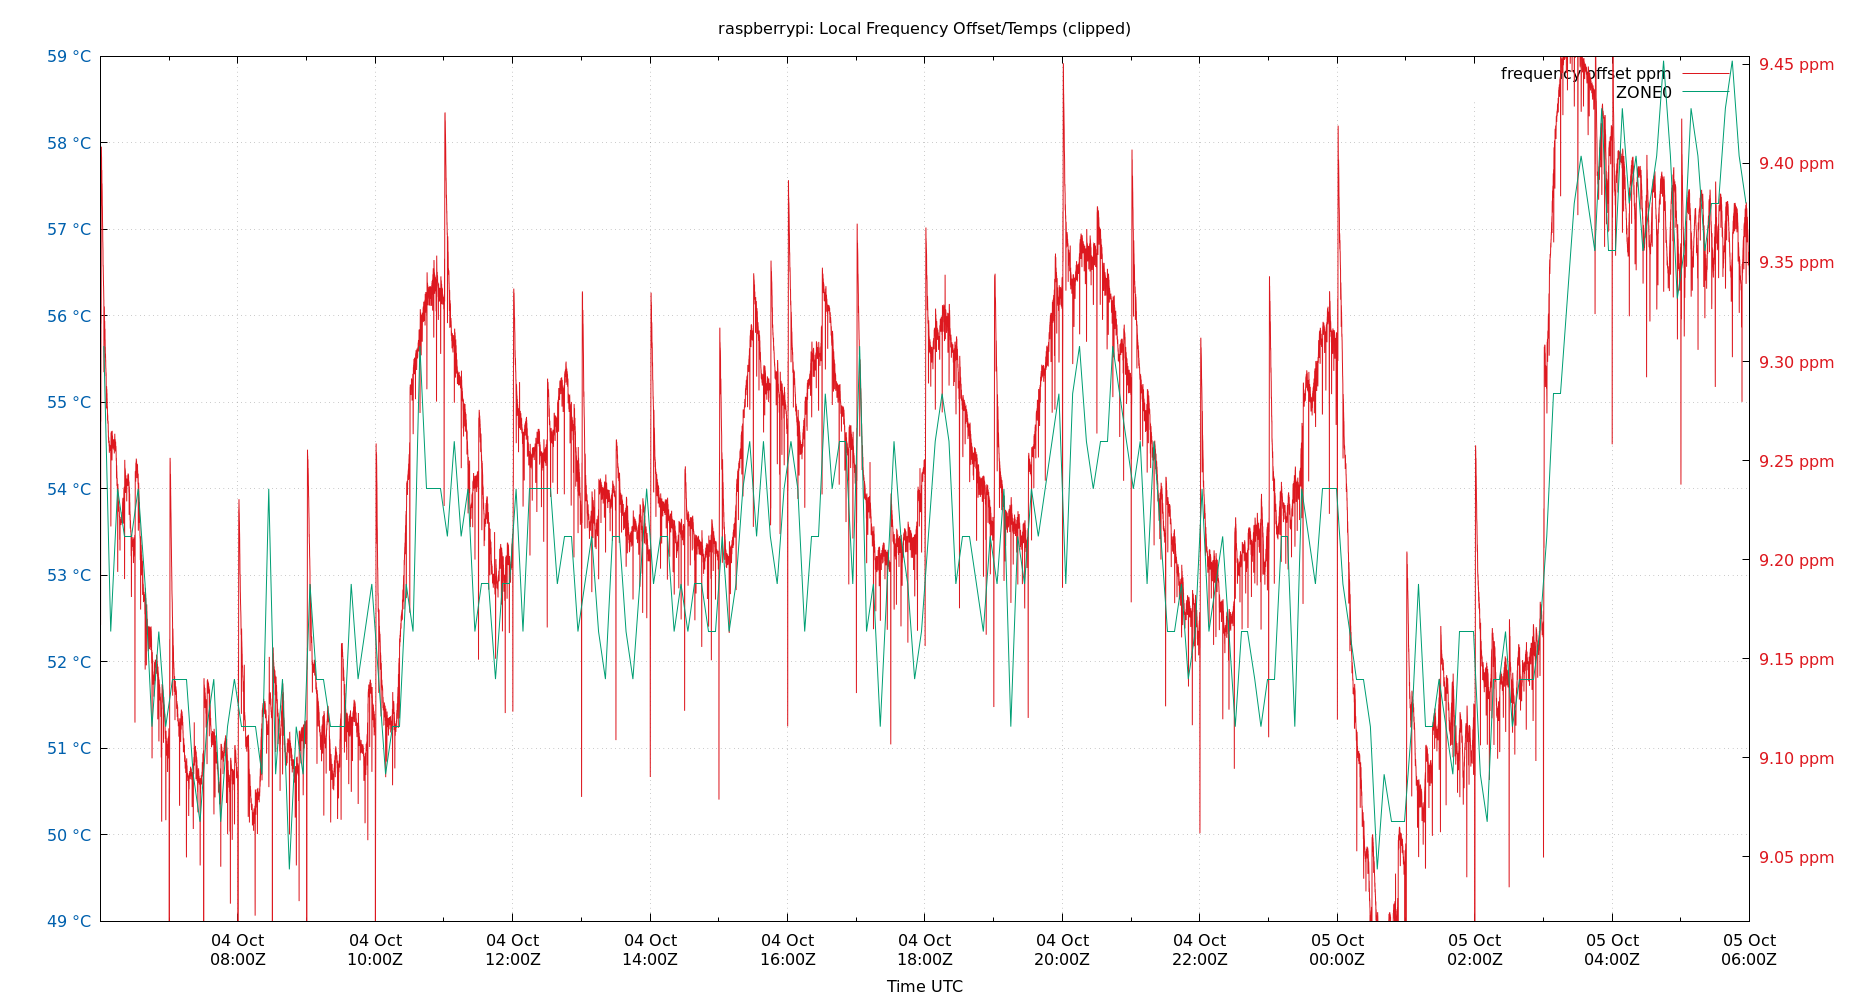 raspberrypi: Local Frequency Offset/Temps (clipped)
59 °C
58 °C
57 °C
56 °C
55 °C
54 °C
53 °C
52 °C
51 °C
50 °C
49 °C
frequency offset ppm
ZONE0
9.45 ppm
9.40 ppm
9.35 ppm
9.30 ppm
9.25 ppm
9.20 ppm
9.15 ppm
9.10 ppm
9.05 ppm
04 Oct 04 Oct 04 Oct 04 Oct 04 Oct 04 Oct 04 Oct 04 Oct 05 Oct 05 Oct 05 Oct 05 Oct
08:00Z 10:00Z 12:00Z 14:00Z 16:00Z 18:00Z 20:00Z 22:00Z 00:00Z 02:00Z 04:00Z 06:00Z
Time UTC